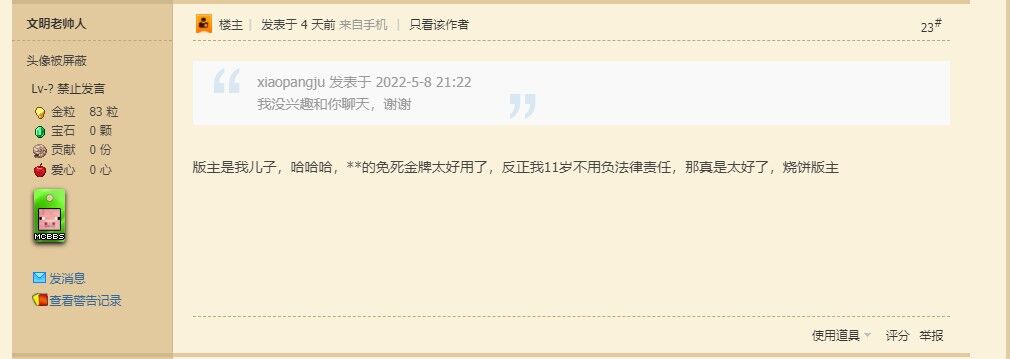 文明老帅人
楼主 | 发表于 4 天前 来自手机 | 只看该作者
23#
头像被屏蔽
Lv-? 禁止发言
金粒 83 粒
宝石 0 颗
贡献 0 份
爱心 0 心
MCBBS
发消息
查看警告记录
xiaopangju 发表于 2022-5-8 21:22
我没兴趣和你聊天，谢谢
版主是我儿子，哈哈哈，**的免死金牌太好用了，反正我11岁不用负法律责任，那真是太好了，烧饼版主
使用道具 评分 举报